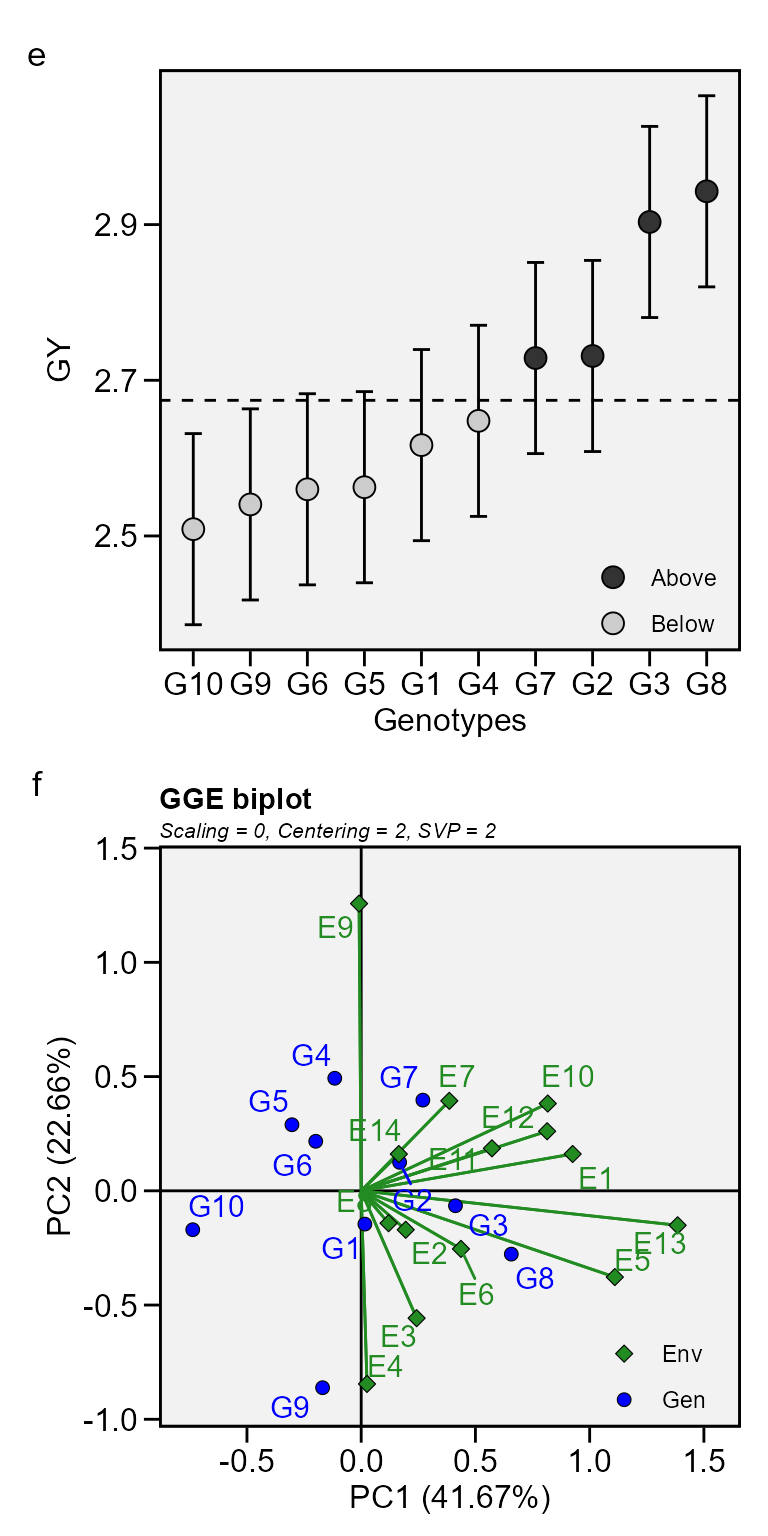 e
GY
2.9
2.7
2.5
Above
Below
G10 G9 G6 G5 G1 G4 G7 G2 G3 G8
Genotypes
f
GGE biplot
Scaling = 0, Centering = 2, SVP = 2
PC2 (22.66%)
1.5
1.0
0.5
0.0
-0.5
-1.0
E9
G4
G7
E7
E10
G5
E12
E14
G6
E11
E1
G10
G2
G3
G1
E2
E13
E5
G8
E6
E3
E4
G9
Env
Gen
-0.5 0.0 0.5 1.0 1.5
PC1 (41.67%)